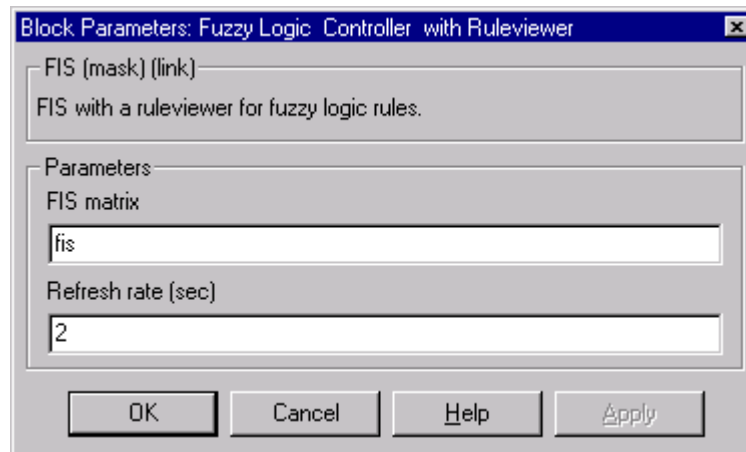 Block Parameters: Fuzzy Logic  Controller  with Ruleviewer
FIS (mask) (link)
FIS with a ruleviewer for fuzzy logic rules.
Parameters
FIS matrix
fis
Refresh rate (sec)
2
OK Cancel Help Apply